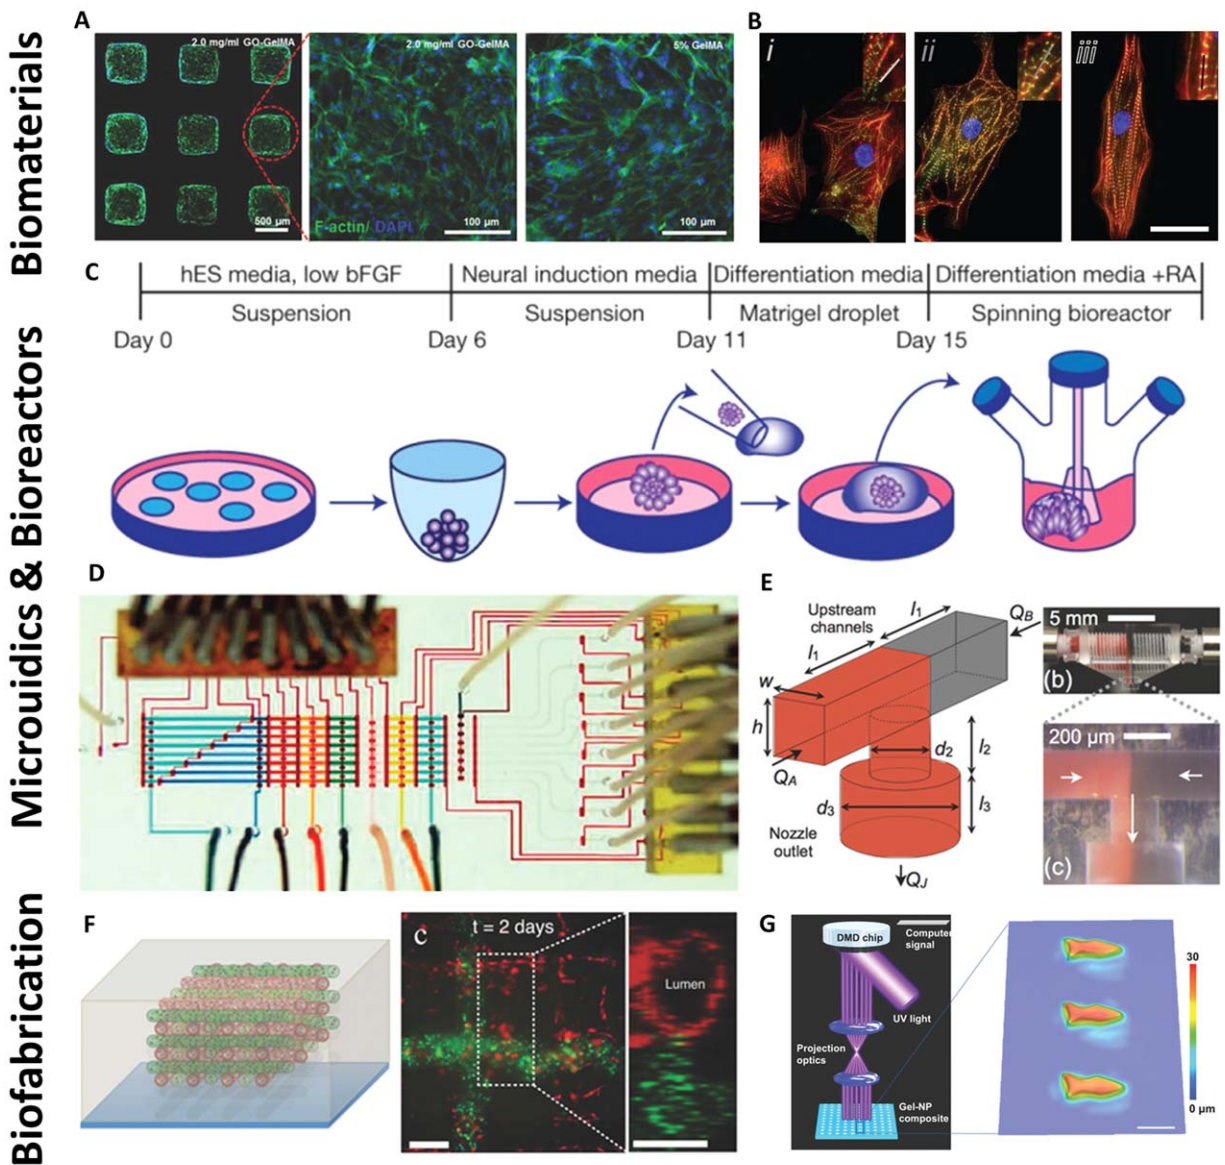 Biomaterials
Microuidics & Bioreactors
Biofabrication
A
2.0 mg/ml GO-GelMA
500 μm
2.0 mg/ml GO-GelMA
F-actin/ DAPI
100 μm
5% GelMA
100 μm
B
i
ii
iii
C
hES media, low bFGF
Neural induction media
Differentiation media
Differentiation media +RA
Suspension
Suspension
Matrigel droplet
Spinning bioreactor
Day 0
Day 6
Day 11
Day 15
D
E
Upstream
channels
l1
l1
QB
w
h
QA
d2
l2
d3
l3
Nozzle
outlet
QJ
5 mm
(b)
200 μm
(c)
F
c
t = 2 days
Lumen
G
DMD chip
Computer
signal
UV light
Projection
optics
Gel-NP
composite
30
0 μm